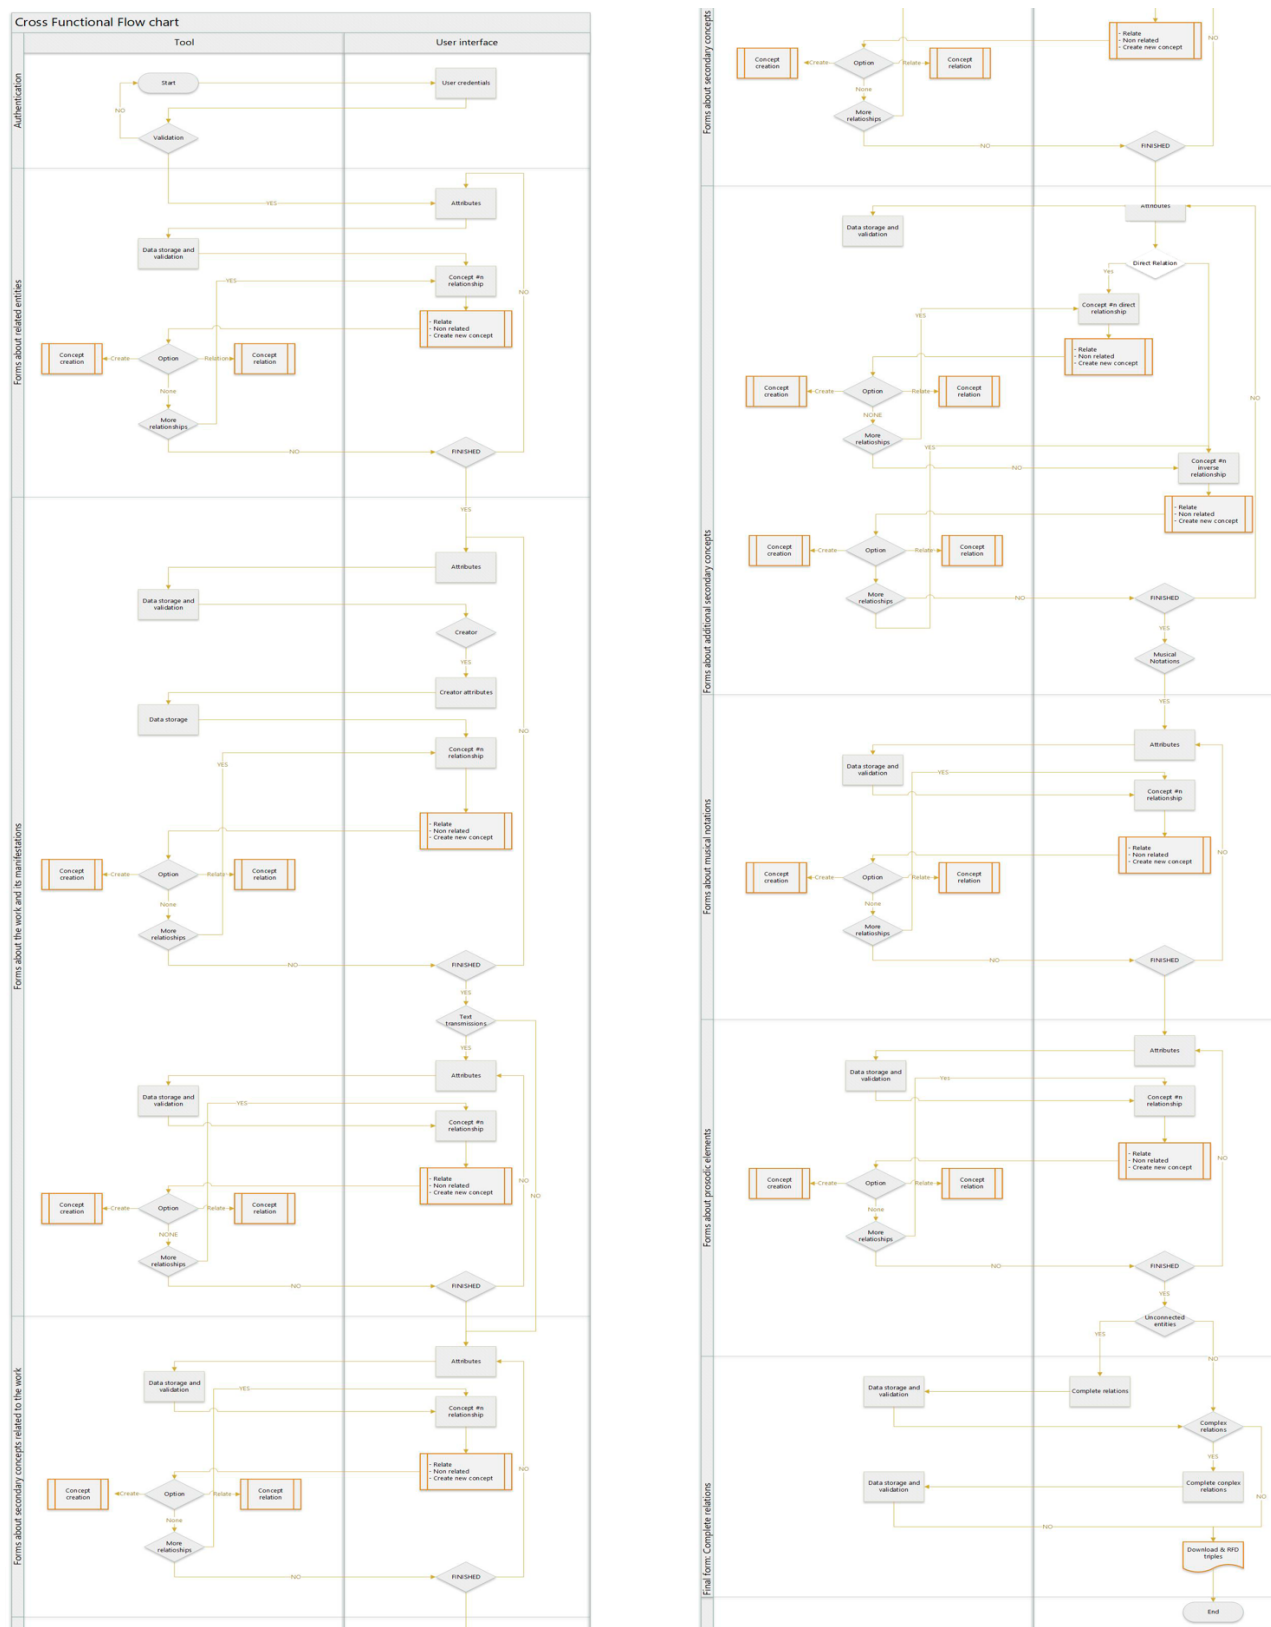 Cross Functional Flow chart
Tool
User interface
Authentication
Start
User credentials
NO
Validation
Forms about related entities
YES
Attributes
Data storage and
validation
Concept #n
relationship
YES
NO
- Relate
- Non related
- Create new concept
Concept
creation
Create
Option
Relation
Concept
relation
None
More
relationships
NO
FINISHED
YES
Forms about the work and its manifestations
Attributes
Data storage and
validation
Creator
YES
Creator attributes
Data storage
NO
Concept #n
relationship
YES
- Relate
- Non related
- Create new concept
Concept
creation
Create
Option
Relate
Concept
relation
None
More
relatioships
NO
FINISHED
YES
Text
transmissions
YES
Attributes
Data storage and
validation
YES
Concept #n
relationship
- Relate
- Non related
- Create new concept
NO
NO
Concept
creation
Create
Option
Relate
Concept
relation
NONE
More
relatioships
NO
FINISHED
Forms about secondary concepts related to the work
Attributes
Data storage and
validation
YES
Concept #n
relationship
- Relate
- Non related
- Create new concept
NO
Concept
creation
Create
Option
Relate
Concept
relation
None
More
relatioships
NO
FINISHED
Forms about secondary concepts
- Relate
- Non related
- Create new concept
NO
Concept
creation
Create
Option
Relate
Concept
relation
None
More
relatioships
NO
FINISHED
Forms about additional secondary concepts
Attributes
Data storage and
validation
Direct Relation
Yes
Concept #n direct
relationship
YES
- Relate
- Non related
- Create new concept
Concept
creation
Create
Option
Relate
Concept
relation
NO
NONE
More
relatioships
YES
NO
Concept #n
inverse
relationship
- Relate
- Non related
- Create new concept
Concept
creation
Create
Option
Relate
Concept
relation
More
relatioships
NO
FINISHED
YES
Musical
Notations
YES
Forms about musical notations
Attributes
Data storage and
validation
YES
Concept #n
relationship
- Relate
- Non related
- Create new concept
NO
Concept
creation
Create
Option
Relate
Concept
relation
None
More
relatioships
NO
FINISHED
Forms about prosodic elements
Attributes
Data storage and
validation
Yes
Concept #n
relationship
- Relate
- Non related
- Create new concept
NO
Concept
creation
Create
Option
Relate
Concept
relation
None
More
relatioships
NO
FINISHED
YES
Unconnected
entities
YES
NO
Final form: Complete relations
Data storage and
validation
Complete relations
Complex
relations
YES
Data storage and
validation
Complete conplex
relations
NO
NO
Download & RFD
triples
End